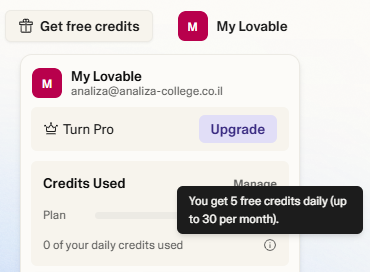 Get free credits
M My Lovable
M My Lovable
analiza@analiza-college.co.il
Turn Pro Upgrade
Credits Used Manage
You get 5 free credits daily (up
to 30 per month).
Plan
0 of your daily credits used